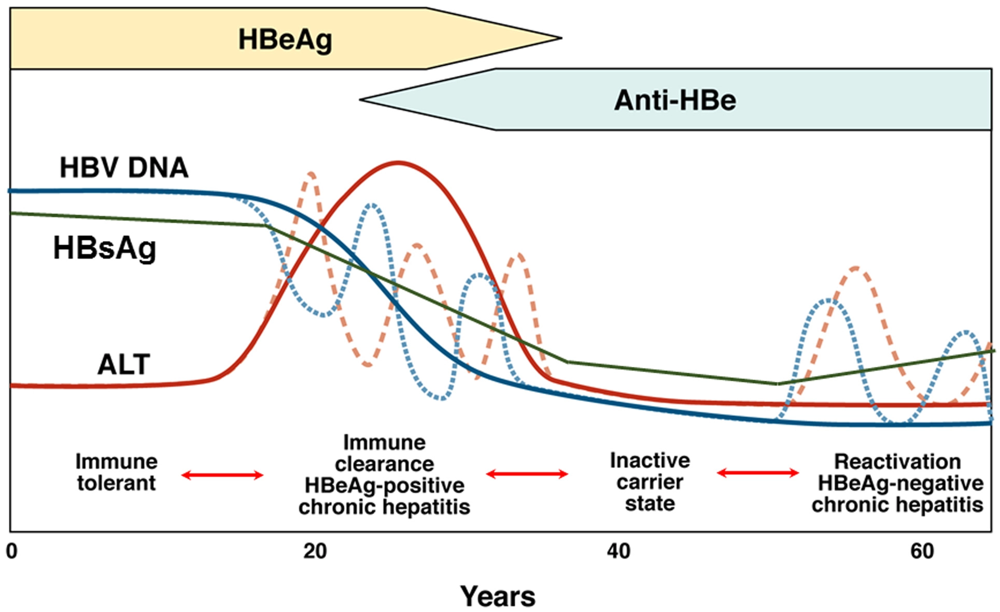 HBeAg
Anti-HBe
HBV DNA
HBsAg
ALT
Immune
tolerant
Immune
clearance
HBeAg-positive
chronic hepatitis
Inactive
carrier
state
Reactivation
HBeAg-negative
chronic hepatitis
0 20 40 60
Years